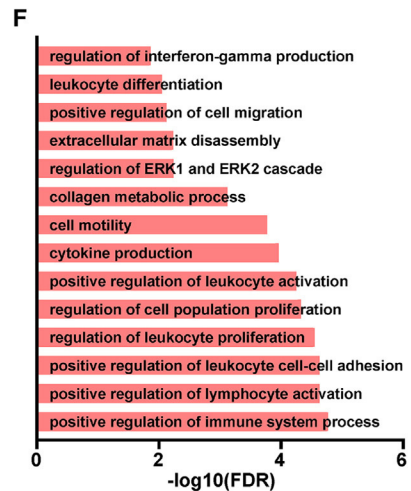 F
regulation of interferon-gamma production
leukocyte differentiation
positive regulation of cell migration
extracellular matrix disassembly
regulation of ERK1 and ERK2 cascade
collagen metabolic process
cell motility
cytokine production
positive regulation of leukocyte activation
regulation of cell population proliferation
regulation of leukocyte proliferation
positive regulation of leukocyte cell-cell adhesion
positive regulation of lymphocyte activation
positive regulation of immune system process
0 2 4 6
-log10(FDR)